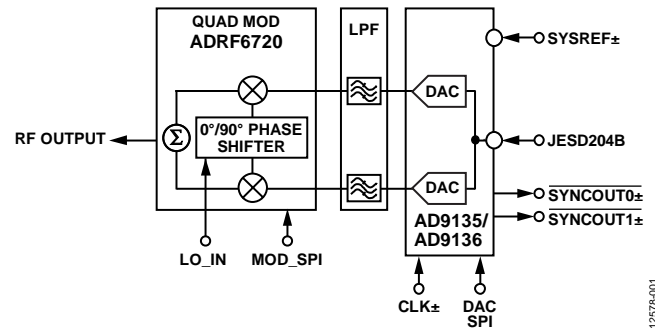 QUAD MOD
ADRF6720
LPF
SYSREF±
DAC
RF OUTPUT
Σ
0°/90° PHASE
SHIFTER
JESD204B
DAC
SYNCOUT0±
SYNCOUT1±
AD9135/
AD9136
LO_IN
MOD_SPI
CLK±
DAC
SPI
12578-001